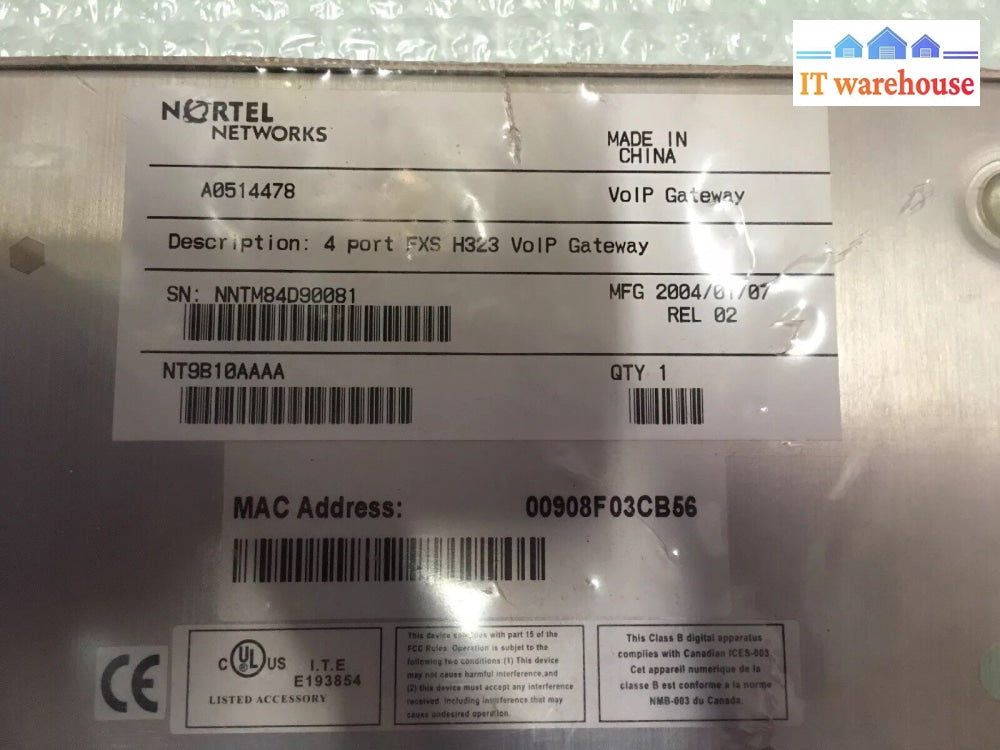 IT warehouse
NORTEL
NETWORKS
MADE IN
CHINA
A0514478
VoIP Gateway
Description: 4 port FXS H323 VoIP Gateway
SN: NNTM84D90081
MFG 2004/01/07
REL 02
NT9B10AAAA
QTY 1
MAC Address: 00908F03CB56
CE
C UL US
®
I.T.E
E193854
LISTED ACCESSORY
This device complies with part 15 of the
FCC Rules. Operation is subjet to the
following two conditions:(1) This device
may not cause harmful interference,and
(2) this device must accept any interference
received. including insteference that may
cause undesired operation.
This Class B digital apparatus
complies with Canadian ICES-003
Cet appareil numerique de la
classe B est conforme a la norme
NMB-003 du Canada.